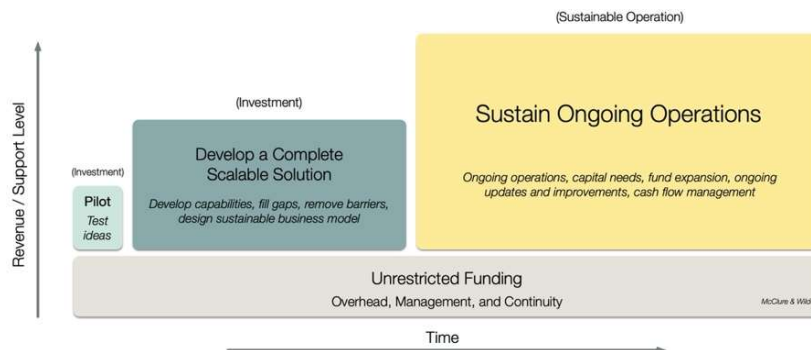 (Sustainable Operation)
(Investment)
Sustain Ongoing Operations
Develop a Complete
Scalable Solution
(Investment)
Ongoing operations, capital needs, fund expansion, ongoing
updates and improvements, cash flow management
Pilot
Test
ideas
Develop capabilities, fill gaps, remove barriers,
design sustainable business model
Revenue / Support Level
Unrestricted Funding
Overhead, Management, and Continuity
McClure &
Time